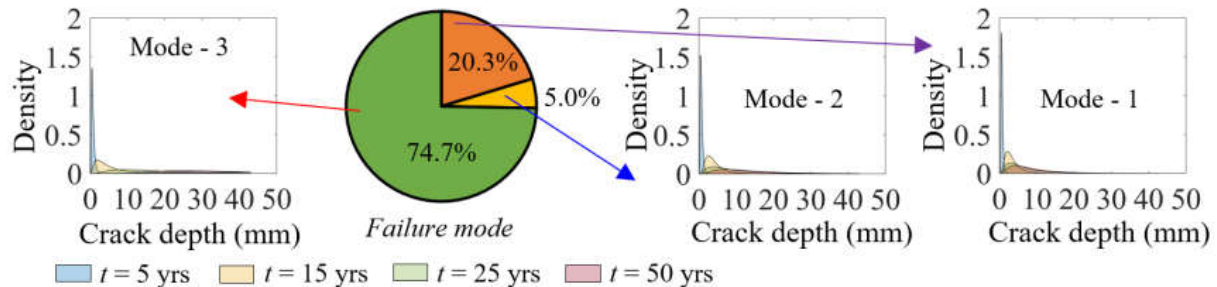 2
1.5
1
0.5
0
Density
Mode - 3
0 10 20 30 40 50
Crack depth (mm)
20.3%
5.0%
74.7%
Failure mode
2
1.5
1
0.5
0
Density
Mode - 2
0 10 20 30 40 50
Crack depth (mm)
2
1.5
1
0.5
0
Density
Mode - 1
0 10 20 30 40 50
Crack depth (mm)
t = 5 yrs t = 15 yrs t = 25 yrs t = 50 yrs